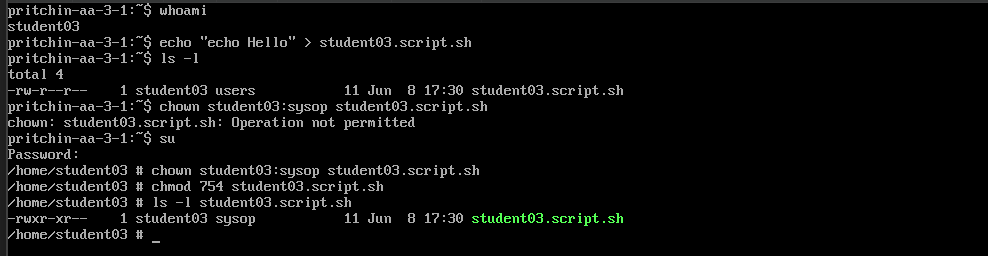 pritchin-aa-3-1:~$ whoami
student03
pritchin-aa-3-1:~$ echo "echo Hello" > student03.script.sh
pritchin-aa-3-1:~$ ls -l
total 4
-rw-r--r--    1 student03 users           11 Jun  8 17:30 student03.script.sh
pritchin-aa-3-1:~$ chown student03:sysop student03.script.sh
chown: student03.script.sh: Operation not permitted
pritchin-aa-3-1:~$ su
Password:
/home/student03 # chown student03:sysop student03.script.sh
/home/student03 # chmod 754 student03.script.sh
/home/student03 # ls -l student03.script.sh
-rwxr-xr--    1 student03 sysop           11 Jun  8 17:30 student03.script.sh
/home/student03 # _